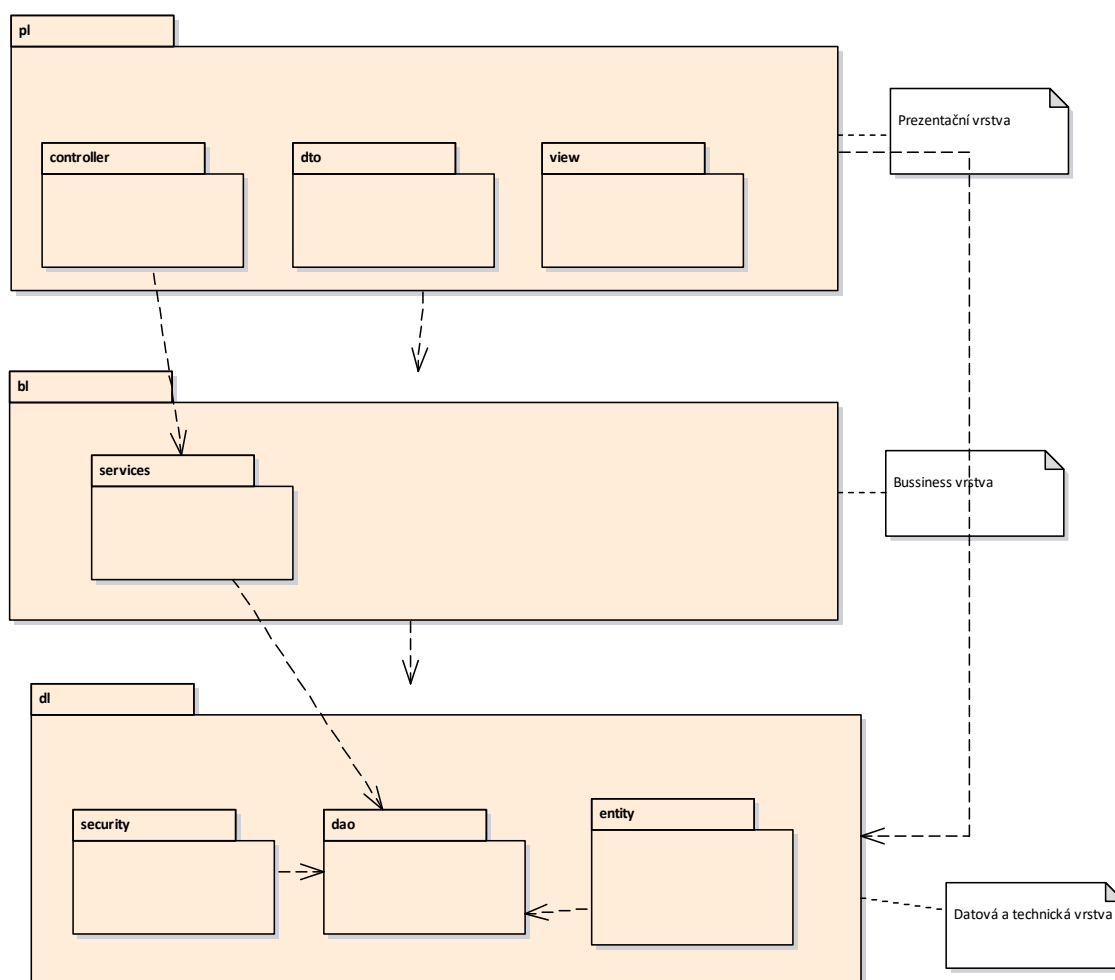 pl
Prezentační vrstva
controller
dto
view
bl
services
Bussiness vrstva
dl
security
dao
entity
Datová a technická vrstva